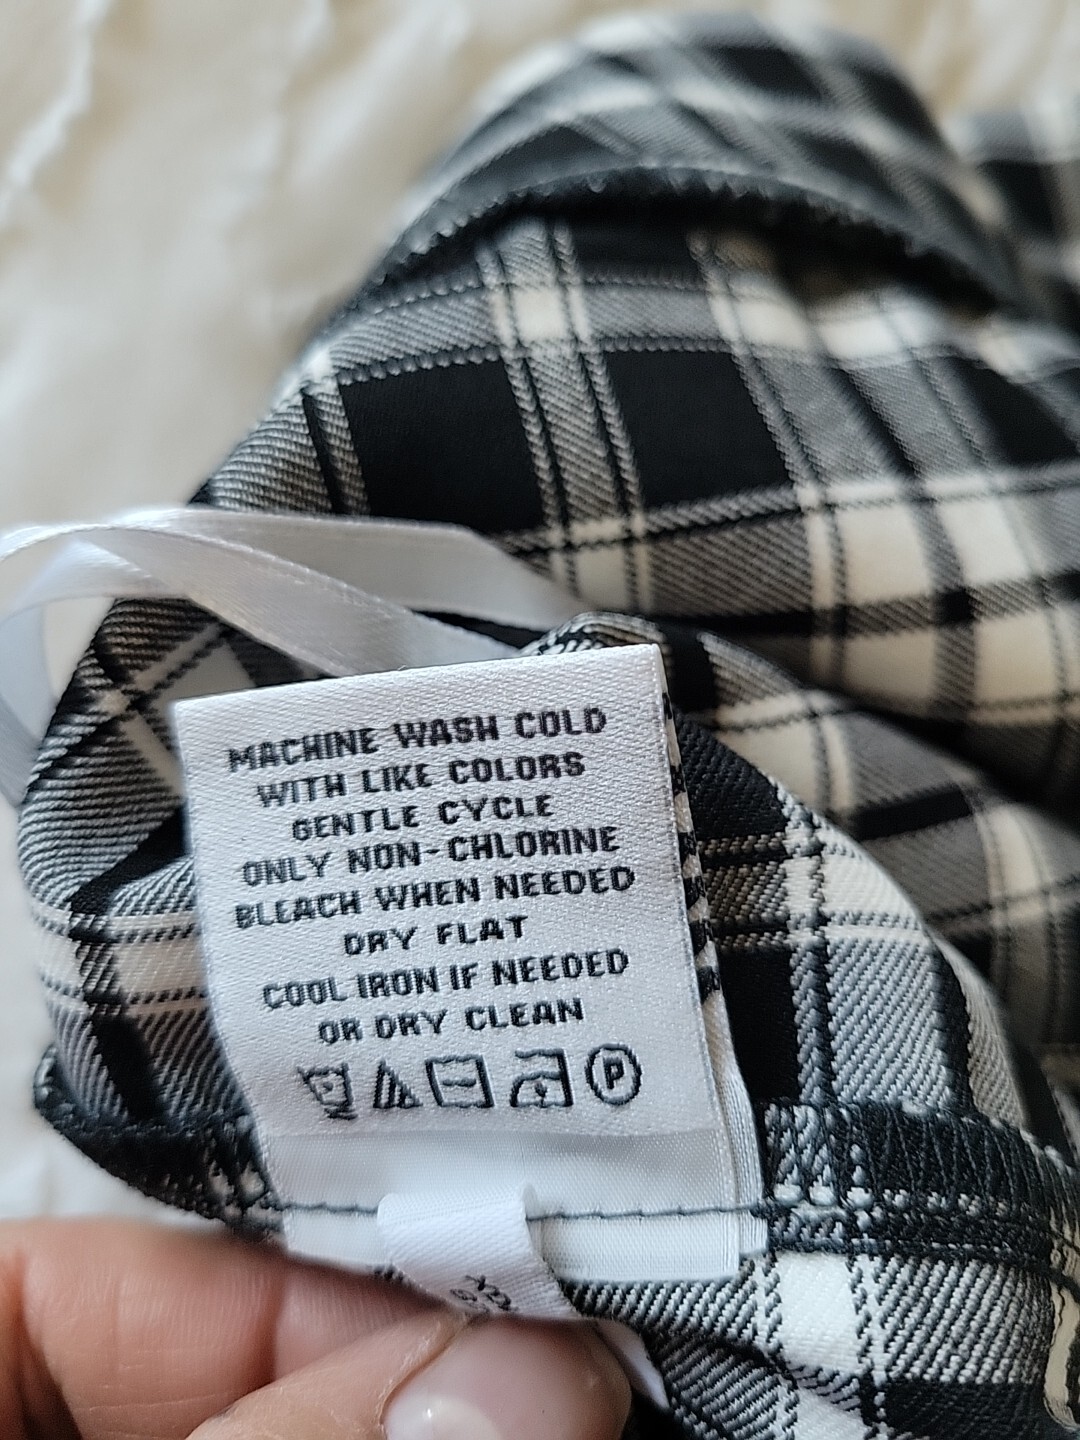 MACHINE WASH COLD
WITH LIKE COLORS
GENTLE CYCLE
ONLY NON-CHLORINE
BLEACH WHEN NEEDED
DRY FLAT
COOL IRON IF NEEDED
OR DRY CLEAN
P